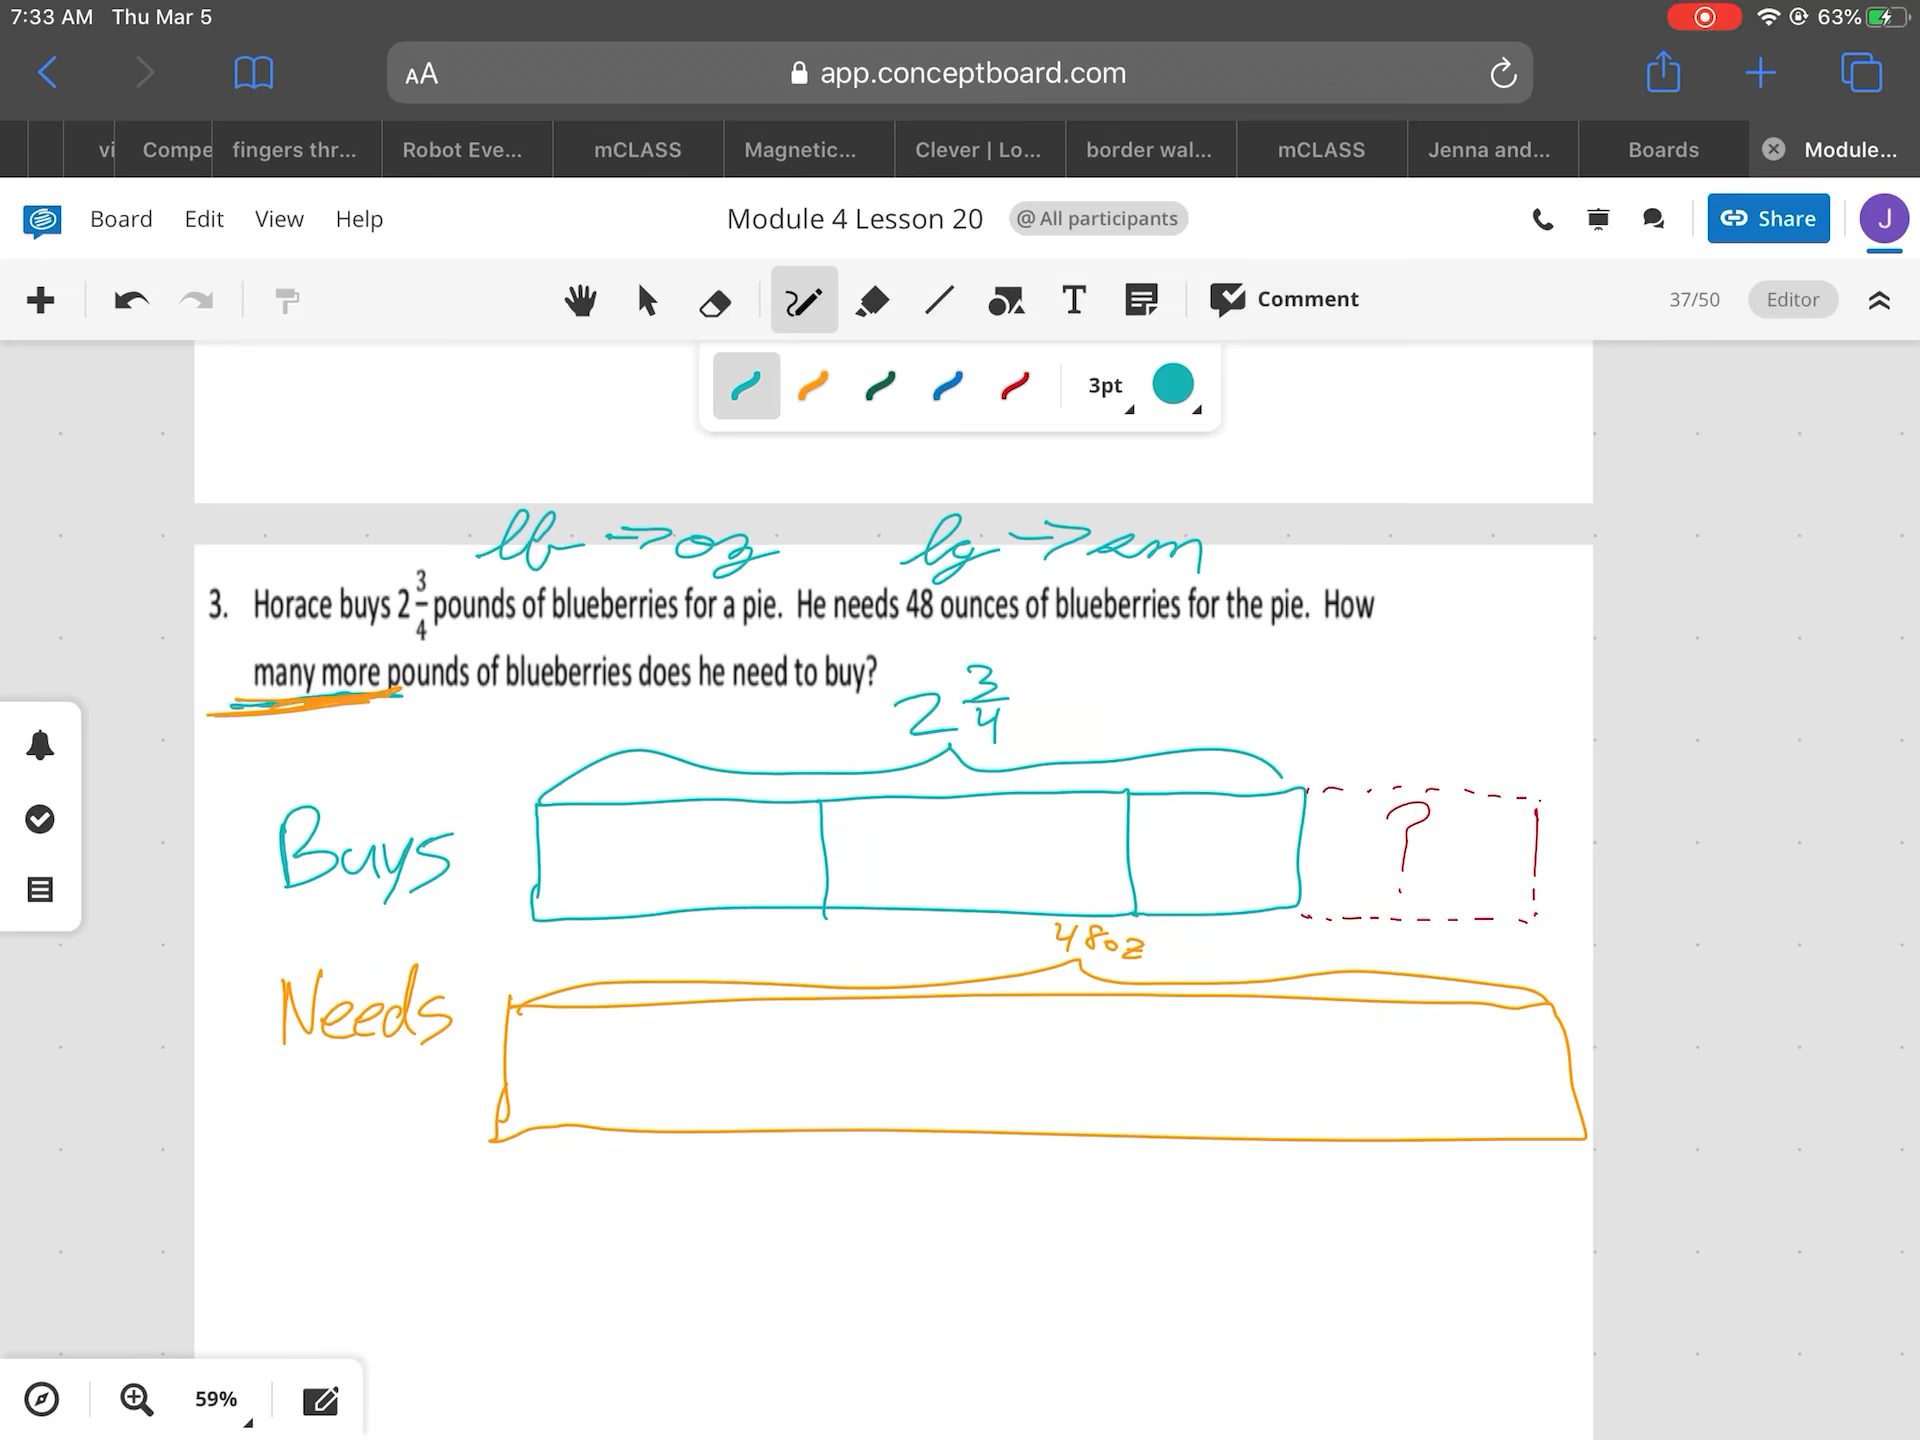 7:33 AM Thu Mar 5
63%
AA app.conceptboard.com
vi Compe fingers thr... Robot Eve... mCLASS Magnetic... Clever | Lo... border wal... mCLASS Jenna and... Boards Module...
Board Edit View Help Module 4 Lesson 20 @ All participants Share J
T Comment 37/50 Editor
3pt
lb → oz lg → sm
3. Horace buys 2 3/4 pounds of blueberries for a pie. He needs 48 ounces of blueberries for the pie. How
many more pounds of blueberries does he need to buy?
2 3/4
Buys ?
48oz
Needs
59%